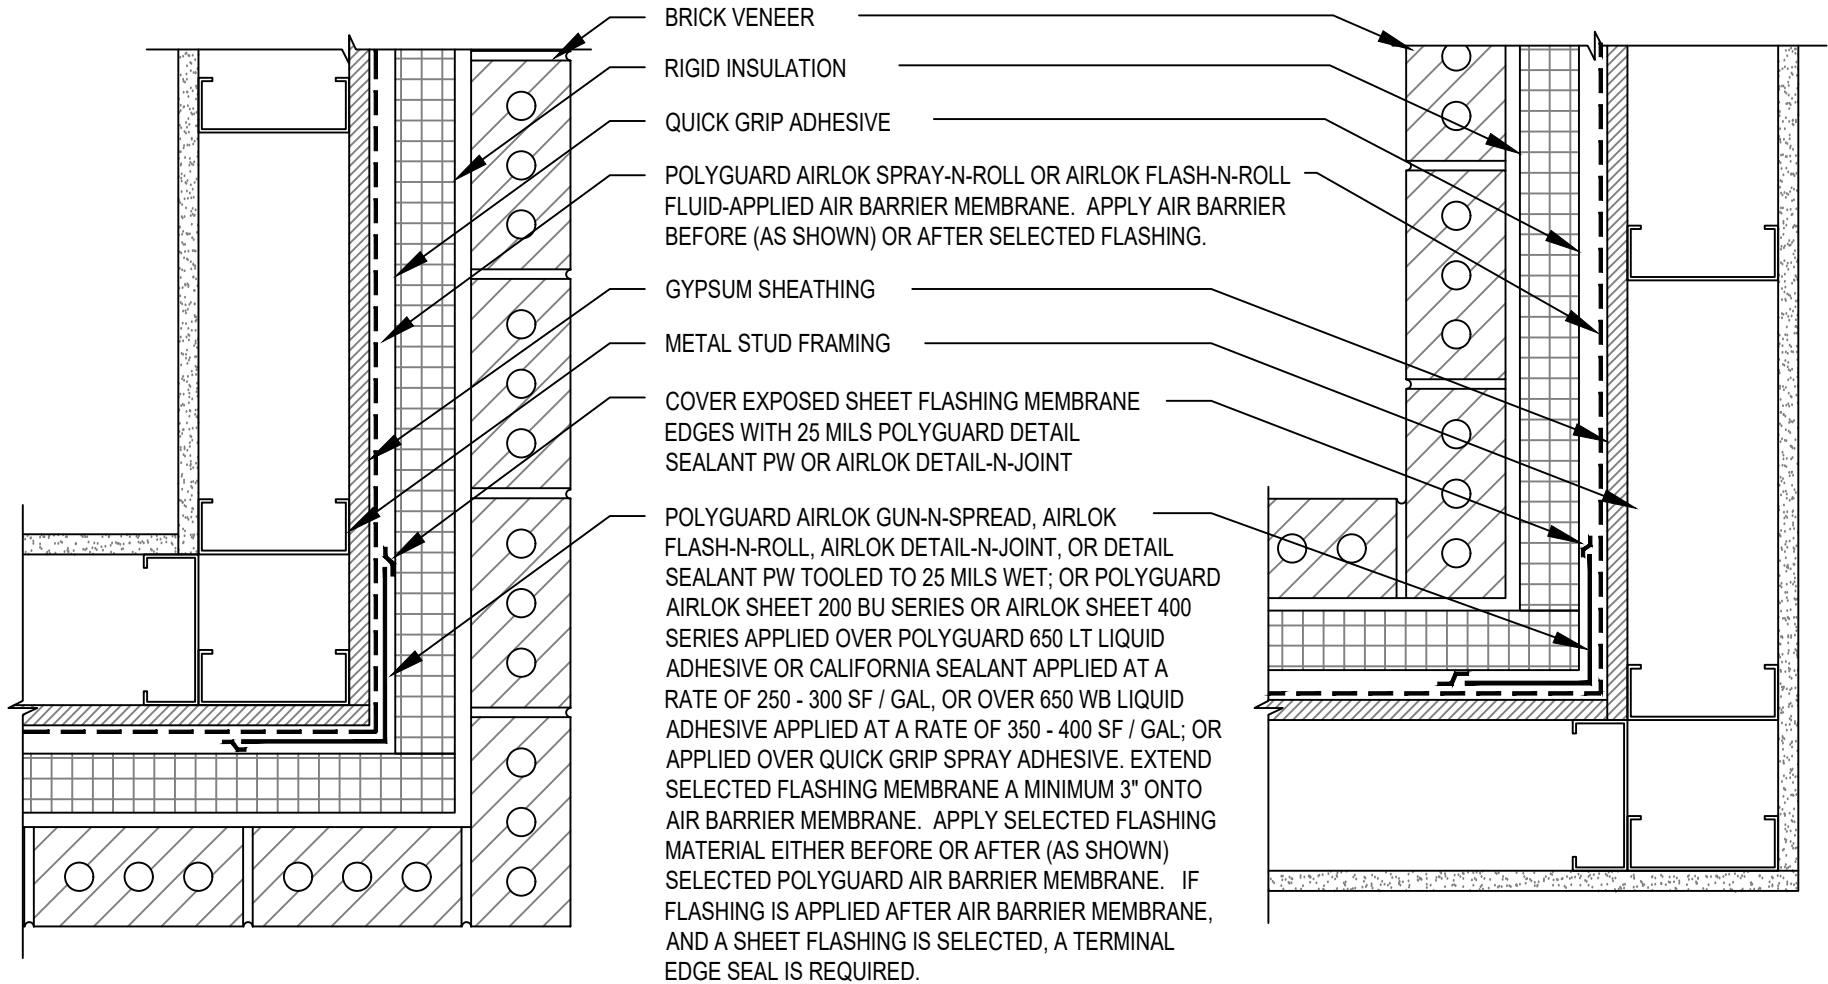 BRICK VENEER
RIGID INSULATION
QUICK GRIP ADHESIVE
POLYGUARD AIRLOK SPRAY-N-ROLL OR AIRLOK FLASH-N-ROLL
FLUID-APPLIED AIR BARRIER MEMBRANE. APPLY AIR BARRIER
BEFORE (AS SHOWN) OR AFTER SELECTED FLASHING.
GYPSUM SHEATHING
METAL STUD FRAMING
COVER EXPOSED SHEET FLASHING MEMBRANE
EDGES WITH 25 MILS POLYGUARD DETAIL
SEALANT PW OR AIRLOK DETAIL-N-JOINT
POLYGUARD AIRLOK GUN-N-SPREAD, AIRLOK
FLASH-N-ROLL, AIRLOK DETAIL-N-JOINT, OR DETAIL
SEALANT PW TOOLED TO 25 MILS WET; OR POLYGUARD
AIRLOK SHEET 200 BU SERIES OR AIRLOK SHEET 400
SERIES APPLIED OVER POLYGUARD 650 LT LIQUID
ADHESIVE OR CALIFORNIA SEALANT APPLIED AT A
RATE OF 250 - 300 SF / GAL, OR OVER 650 WB LIQUID
ADHESIVE APPLIED AT A RATE OF 350 - 400 SF / GAL; OR
APPLIED OVER QUICK GRIP SPRAY ADHESIVE. EXTEND
SELECTED FLASHING MEMBRANE A MINIMUM 3" ONTO
AIR BARRIER MEMBRANE. APPLY SELECTED FLASHING
MATERIAL EITHER BEFORE OR AFTER (AS SHOWN)
SELECTED POLYGUARD AIR BARRIER MEMBRANE. IF
FLASHING IS APPLIED AFTER AIR BARRIER MEMBRANE,
AND A SHEET FLASHING IS SELECTED, A TERMINAL
EDGE SEAL IS REQUIRED.